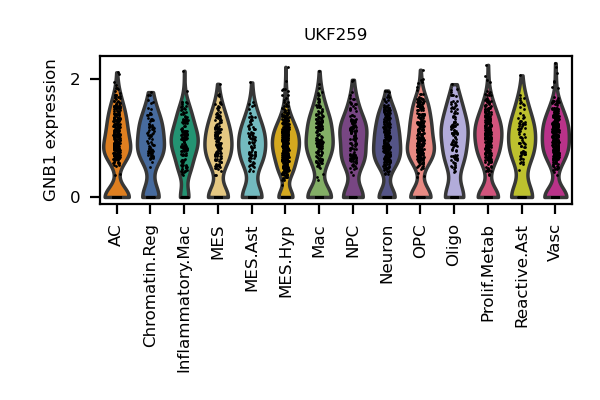 UKF259
GNB1 expression
2
0
AC
Chromatin.Reg
Inflammatory.Mac
MES
MES.Ast
MES.Hyp
Mac
NPC
Neuron
OPC
Oligo
Prolif.Metab
Reactive.Ast
Vasc